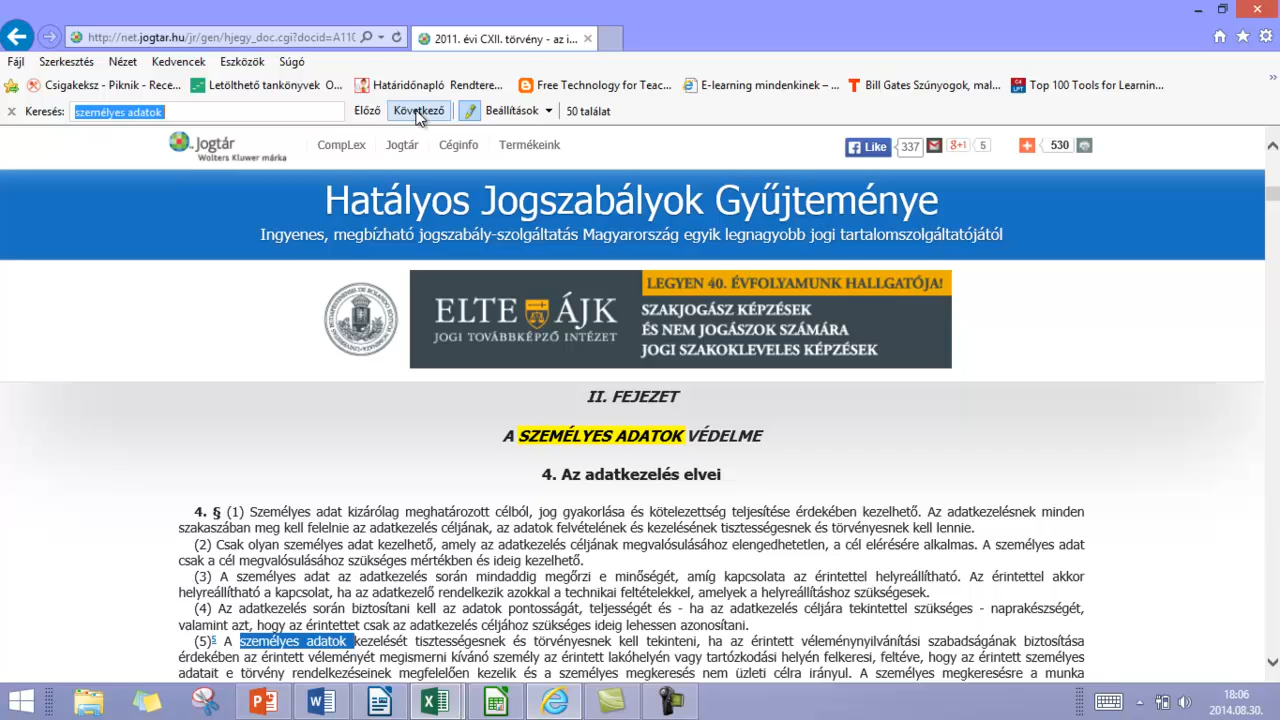 http://net.jogtar.hu/jr/gen/hjegy_doc.cgi?docid=A110
2011. évi CXII. törvény - az i...
Fájl Szerkesztés Nézet Kedvencek Eszközök Súgó
Csigakeksz - Piknik - Rece...
Letölthető tankönyvek O...
Határidőnapló Rendtere...
Free Technology for Teac...
E-learning mindenkinek – ...
Bill Gates Szúnyogok, mal...
Top 100 Tools for Learnin...
Keresés: személyes adatok Előző Következő Beállítások 50 találat
Jogtár
Wolters Kluwer márka
CompLex Jogtár Céginfo Termékeink
Like 337 g+1 5 530
Hatályos Jogszabályok Gyűjteménye
Ingyenes, megbízható jogszabály-szolgáltatás Magyarország egyik legnagyobb jogi tartalomszolgáltatójától
ELTE ÁJK
JOGI TOVÁBBKÉPZŐ INTÉZET
LEGYEN 40. ÉVFOLYAMUNK HALLGATÓJA!
SZAKJOGÁSZ KÉPZÉSEK
ÉS NEM JOGÁSZOK SZÁMÁRA
JOGI SZAKOKLEVELES KÉPZÉSEK
II. FEJEZET
A SZEMÉLYES ADATOK VÉDELME
4. Az adatkezelés elvei
4. § (1) Személyes adat kizárólag meghatározott célból, jog gyakorlása és kötelezettség teljesítése érdekében kezelhető. Az adatkezelésnek minden
szakaszában meg kell felelnie az adatkezelés céljának, az adatok felvételének és kezelésének tisztességesnek és törvényesnek kell lennie.
(2) Csak olyan személyes adat kezelhető, amely az adatkezelés céljának megvalósulásához elengedhetetlen, a cél elérésére alkalmas. A személyes adat
csak a cél megvalósulásához szükséges mértékben és ideig kezelhető.
(3) A személyes adat az adatkezelés során mindaddig megőrzi e minőségét, amíg kapcsolata az érintettel helyreállítható. Az érintettel akkor
helyreállítható a kapcsolat, ha az adatkezelő rendelkezik azokkal a technikai feltételekkel, amelyek a helyreállításhoz szükségesek.
(4) Az adatkezelés során biztosítani kell az adatok pontosságát, teljességét és - ha az adatkezelés céljára tekintettel szükséges - naprakészségét,
valamint azt, hogy az érintettet csak az adatkezelés céljához szükséges ideig lehessen azonosítani.
(5)5 A személyes adatok kezelését tisztességesnek és törvényesnek kell tekinteni, ha az érintett véleménynyilvánítási szabadságának biztosítása
érdekében az érintett véleményét megismerni kívánó személy az érintett lakóhelyén vagy tartózkodási helyén felkeresi, feltéve, hogy az érintett személyes
adatait e törvény rendelkezéseinek megfelelően kezelik és a személyes megkeresés nem üzleti célra irányul. A személyes megkeresésre a munka
18:06
2014.08.30.